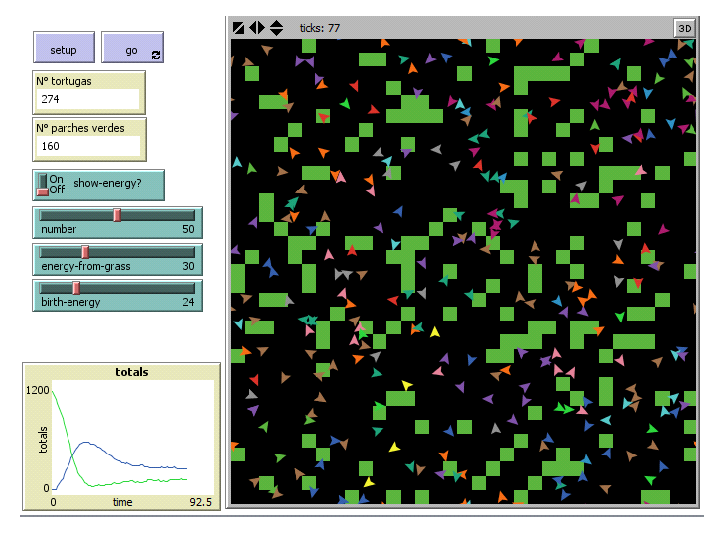 setup
go
ticks: 77
3D
Nº tortugas
274
Nº parches verdes
160
On
Off
show-energy?
number 50
energy-from-grass 30
birth-energy 24
totals
1200
totals
0
0 time 92.5